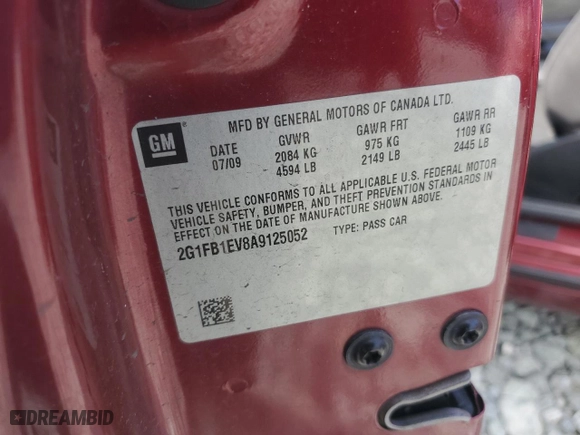 MFD BY GENERAL MOTORS OF CANADA LTD.
GM
DATE GVWR GAWR FRT GAWR RR
07/09 2084 KG 975 KG 1109 KG
4594 LB 2149 LB 2445 LB
THIS VEHICLE CONFORMS TO ALL APPLICABLE U.S. FEDERAL MOTOR
VEHICLE SAFETY, BUMPER, AND THEFT PREVENTION STANDARDS IN
EFFECT ON THE DATE OF MANUFACTURE SHOWN ABOVE.
2G1FB1EV8A9125052 TYPE: PASS CAR
DREAMBID